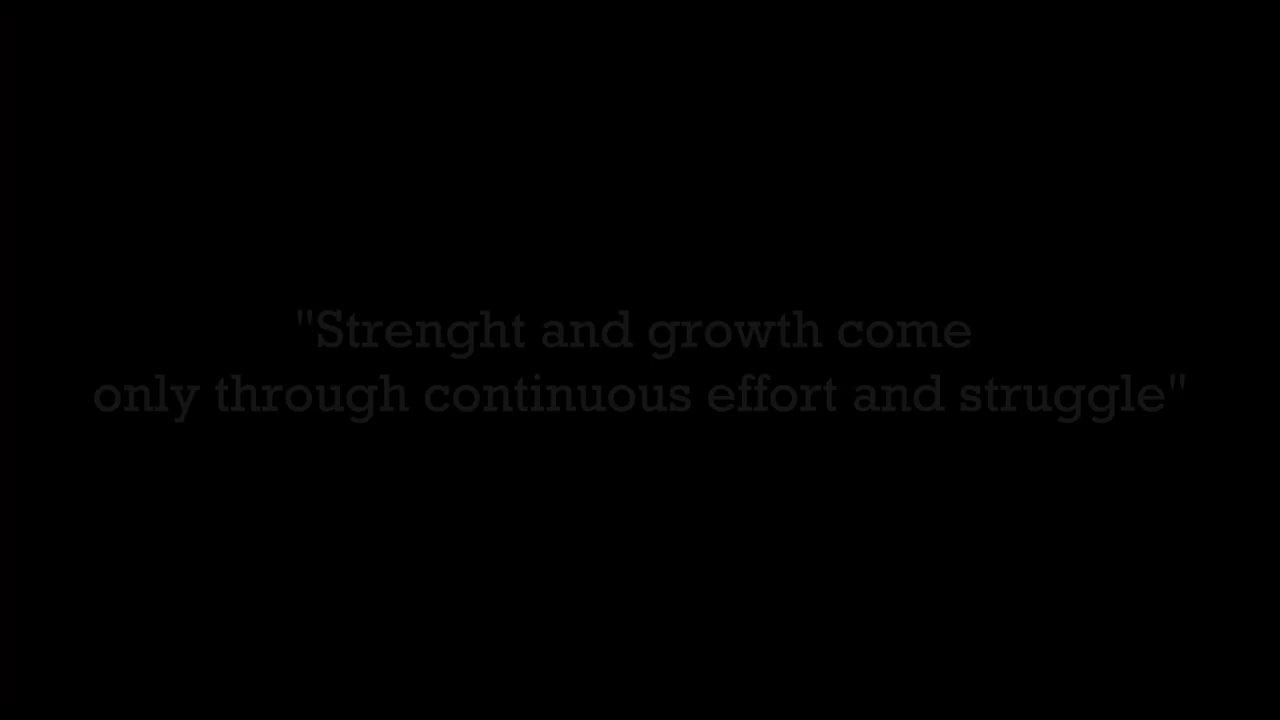 "Strenght and growth come
only through continuous effort and struggle"